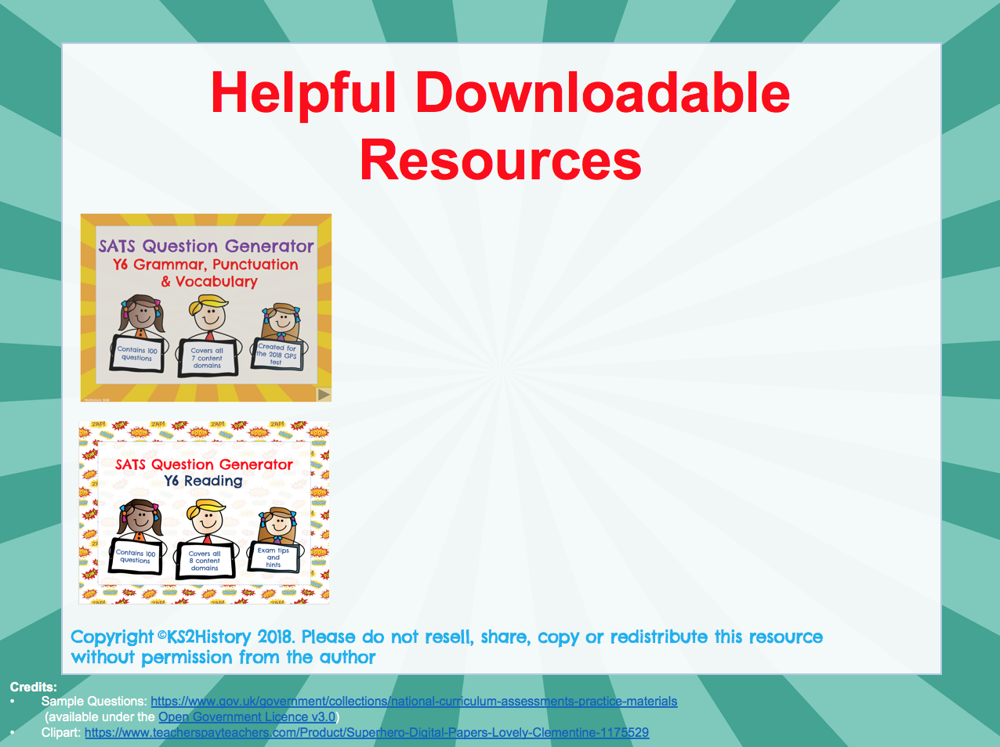 Helpful Downloadable
Resources
SATS Question Generator
Y6 Grammar, Punctuation
& Vocabulary
Contains 100
questions
Covers all
7 content
domains
Created for
the 2018 GPS
test
SATS Question Generator
Y6 Reading
Contains 100
questions
Covers all
8 content
domains
Exam tips
and
hints
Copyright ©KS2History 2018. Please do not resell, share, copy or redistribute this resource
without permission from the author
Credits:
• Sample Questions: https://www.gov.uk/government/collections/national-curriculum-assessments-practice-materials
(available under the Open Government Licence v3.0)
• Clipart: https://www.teacherspayteachers.com/Product/Superhero-Digital-Papers-Lovely-Clementine-1175529